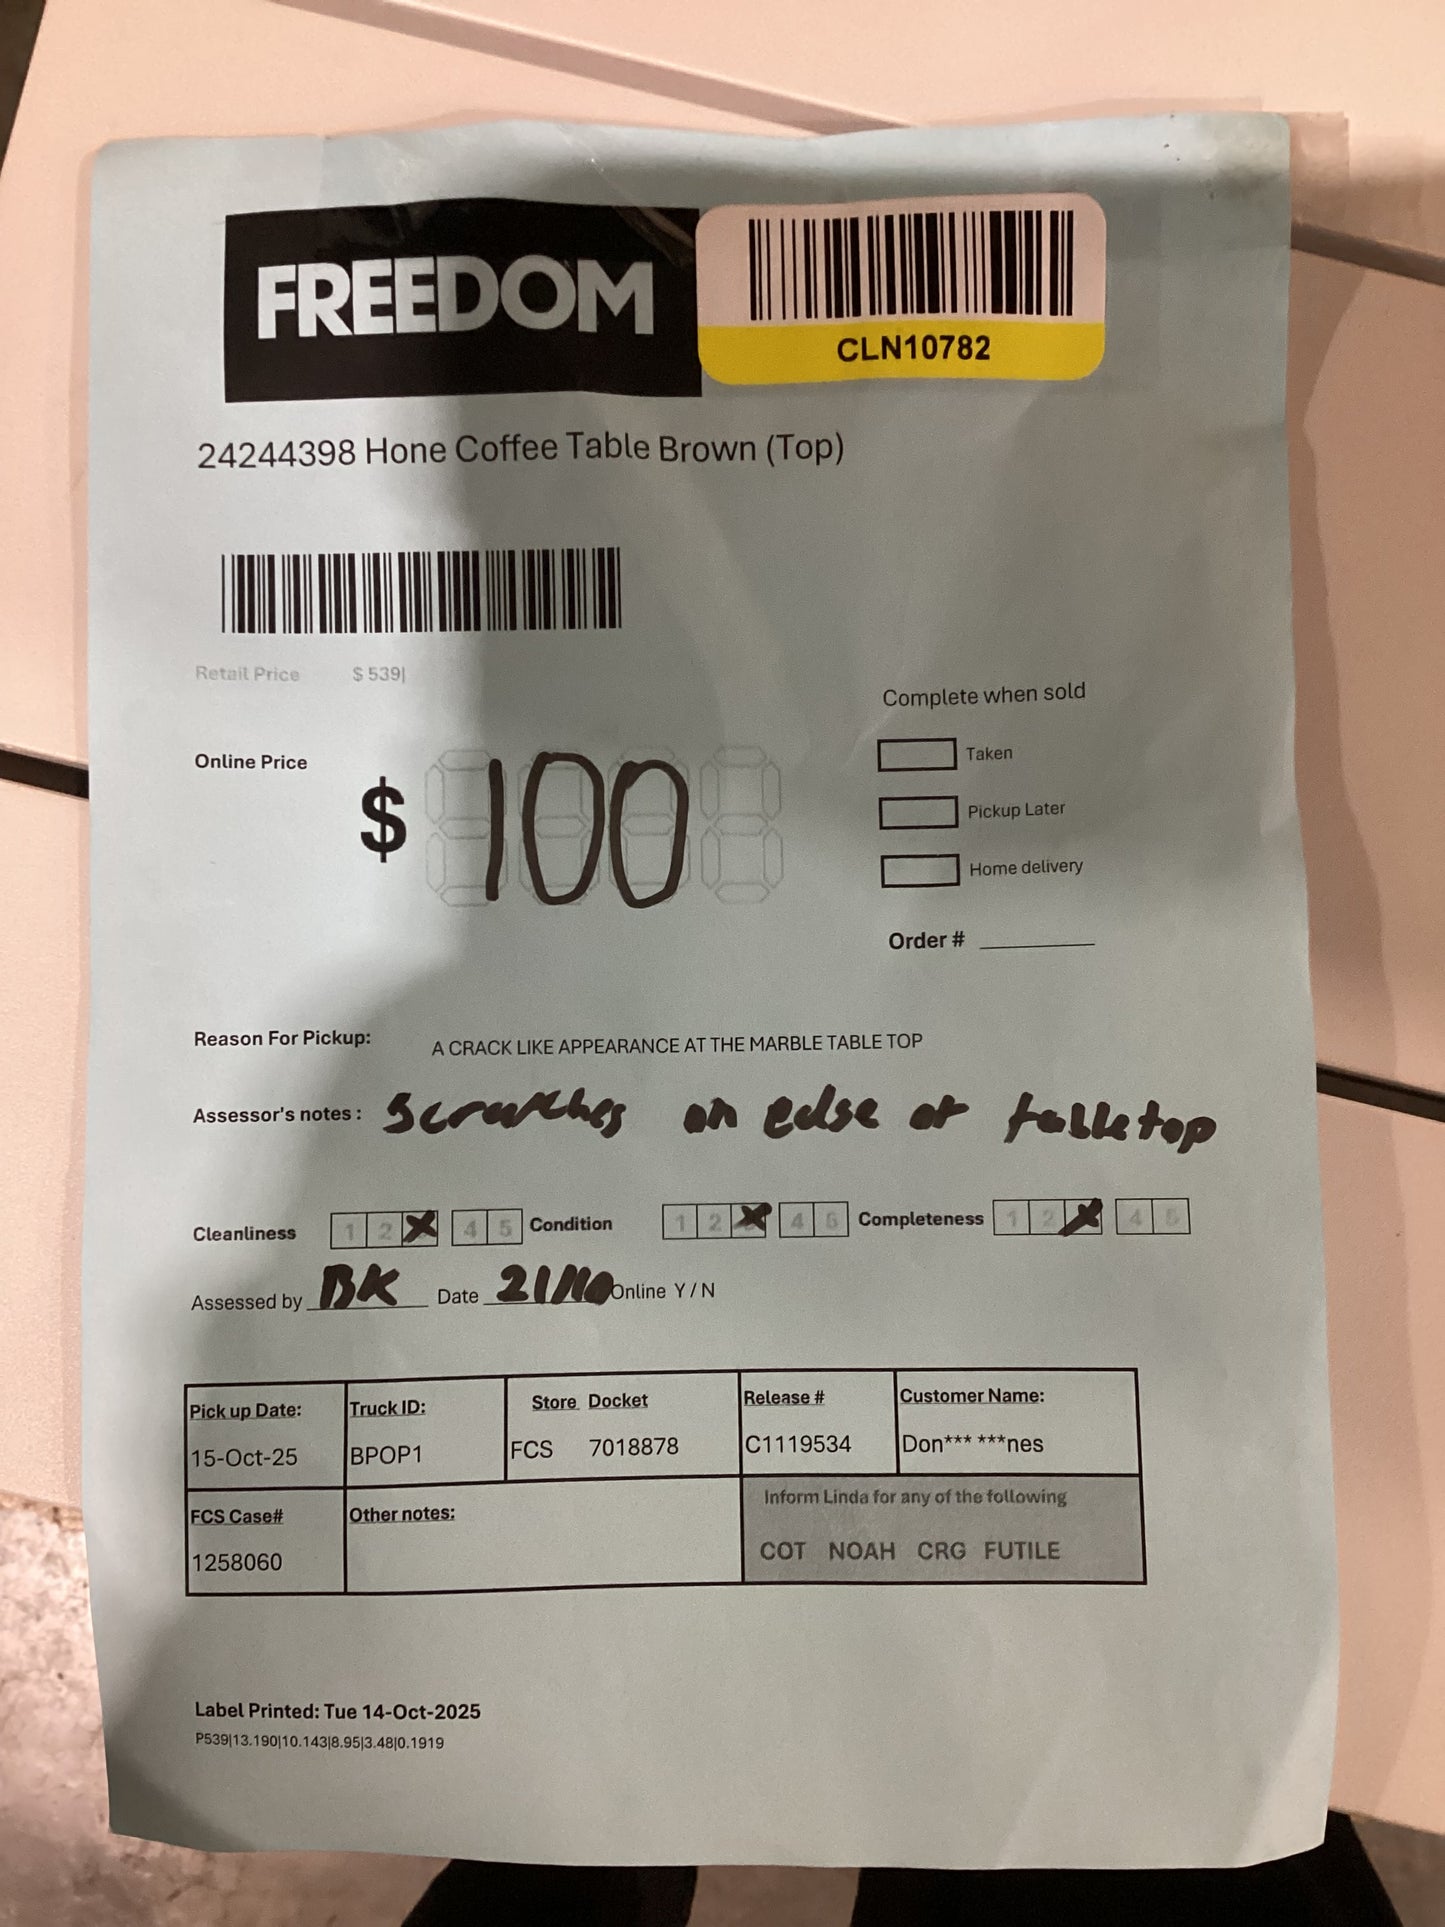 FREEDOM
CLN10782
24244398 Hone Coffee Table Brown (Top)
Retail Price $ 539|
Complete when sold
Online Price $ 100
Taken
Pickup Later
Home delivery
Order #
Reason For Pickup: A CRACK LIKE APPEARANCE AT THE MARBLE TABLE TOP
Assessor's notes : Scratches on edge of tabletop
Cleanliness 1 2 X 4 5 Condition 1 2 X 4 5 Completeness 1 2 X 4 5
Assessed by BK Date 21/10 Online Y / N
Pick up Date: Truck ID: Store Docket Release # Customer Name:
15-Oct-25 BPOP1 FCS 7018878 C1119534 Don*** ***nes
FCS Case# Other notes: Inform Linda for any of the following
1258060 COT NOAH CRG FUTILE
Label Printed: Tue 14-Oct-2025
P539|13.190|10.143|8.95|3.48|0.1919